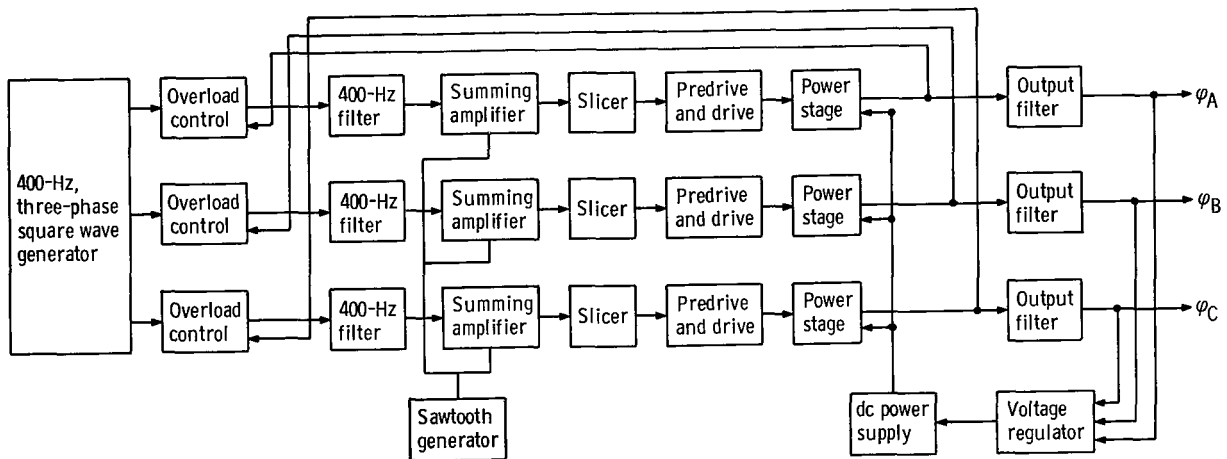 Overload
control
400-Hz
filter
Summing
amplifier
Slicer
Predrive
and drive
Power
stage
Output
filter
φA
400-Hz,
three-phase
square wave
generator
Overload
control
400-Hz
filter
Summing
amplifier
Slicer
Predrive
and drive
Power
stage
Output
filter
φB
Overload
control
400-Hz
filter
Summing
amplifier
Slicer
Predrive
and drive
Power
stage
Output
filter
φC
Sawtooth
generator
dc power
supply
Voltage
regulator